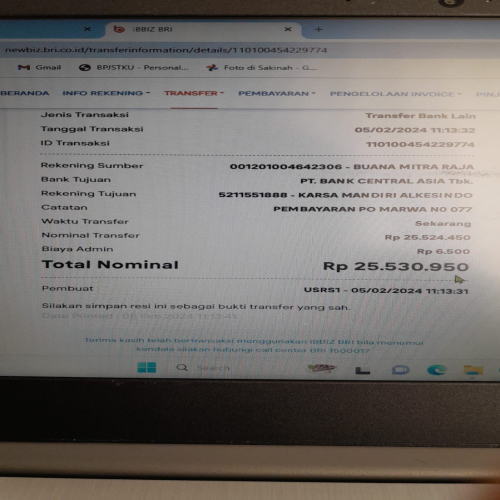 IBBIZ BRI
newbiz.bri.co.id/transferinformation/details/110100454229774
Gmail BPJSTKU - Personal... Foto di Sakinah - G...
BERANDA INFO REKENING TRANSFER PEMBAYARAN PENGELOLAAN INVOICE PINJ
Jenis Transaksi Transfer Bank Lain
Tanggal Transaksi 05/02/2024 11:13:32
ID Transaksi 110100454229774
Rekening Sumber 001201004642306 - BUANA MITRA RAJA
Bank Tujuan PT. BANK CENTRAL ASIA Tbk.
Rekening Tujuan 5211551888 - KARSA MANDIRI ALKESINDO
Catatan PEMBAYARAN PO MARWA N0 077
Waktu Transfer Sekarang
Nominal Transfer Rp 25.524.450
Biaya Admin Rp 6.500
Total Nominal Rp 25.530.950
Pembuat USRS1 - 05/02/2024 11:13:31
Silakan simpan resi ini sebagai bukti transfer yang sah.
Date Printed : 05 Feb 2024 11:13:41
Terima kasih telah bertransaksi menggunakan IBBIZ BRI bila menemui
kendala silakan hubungi call center BRI 1500017
Search